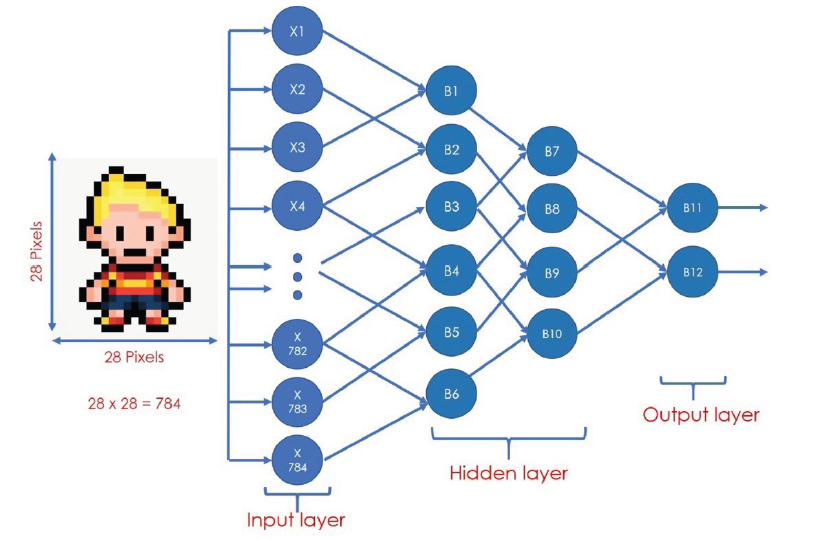 X1
X2
X3
X4
X
782
X
783
X
784
B1
B2
B3
B4
B5
B6
B7
B8
B9
B10
B11
B12
28 Pixels
28 Pixels
28 x 28 = 784
Input layer
Hidden layer
Output layer